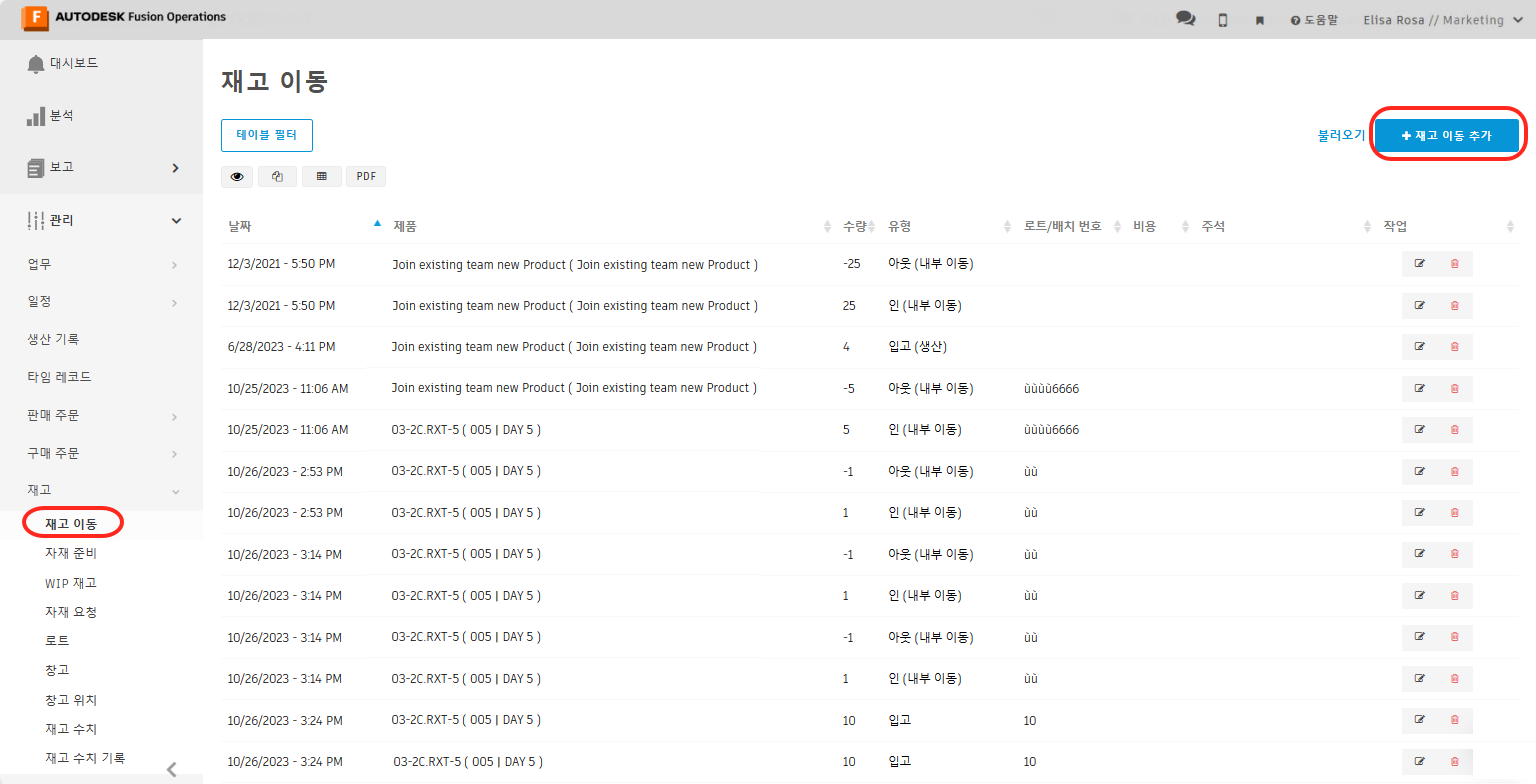 F AUTODESK Fusion Operations
도움말 Elisa Rosa // Marketing
대시보드
분석
보고
관리
업무
일정
생산 기록
타임 레코드
판매 주문
구매 주문
재고
재고 이동
자재 준비
WIP 재고
자재 요청
로트
창고
창고 위치
재고 수치
재고 수치 기록
재고 이동
테이블 필터 불러오기 + 재고 이동 추가
PDF
날짜 제품 수량 유형 로트/배치 번호 비용 주석 작업
12/3/2021 - 5:50 PM Join existing team new Product ( Join existing team new Product ) -25 아웃 (내부 이동)
12/3/2021 - 5:50 PM Join existing team new Product ( Join existing team new Product ) 25 인 (내부 이동)
6/28/2023 - 4:11 PM Join existing team new Product ( Join existing team new Product ) 4 입고 (생산)
10/25/2023 - 11:06 AM Join existing team new Product ( Join existing team new Product ) -5 아웃 (내부 이동) ùùùù6666
10/25/2023 - 11:06 AM 03-2C.RXT-5 ( 005 | DAY 5 ) 5 인 (내부 이동) ùùùù6666
10/26/2023 - 2:53 PM 03-2C.RXT-5 ( 005 | DAY 5 ) -1 아웃 (내부 이동) ùù
10/26/2023 - 2:53 PM 03-2C.RXT-5 ( 005 | DAY 5 ) 1 인 (내부 이동) ùù
10/26/2023 - 3:14 PM 03-2C.RXT-5 ( 005 | DAY 5 ) -1 아웃 (내부 이동) ùù
10/26/2023 - 3:14 PM 03-2C.RXT-5 ( 005 | DAY 5 ) 1 인 (내부 이동) ùù
10/26/2023 - 3:14 PM 03-2C.RXT-5 ( 005 | DAY 5 ) -1 아웃 (내부 이동) ùù
10/26/2023 - 3:14 PM 03-2C.RXT-5 ( 005 | DAY 5 ) 1 인 (내부 이동) ùù
10/26/2023 - 3:24 PM 03-2C.RXT-5 ( 005 | DAY 5 ) 10 입고 10
10/26/2023 - 3:24 PM 03-2C.RXT-5 ( 005 | DAY 5 ) 10 입고 10